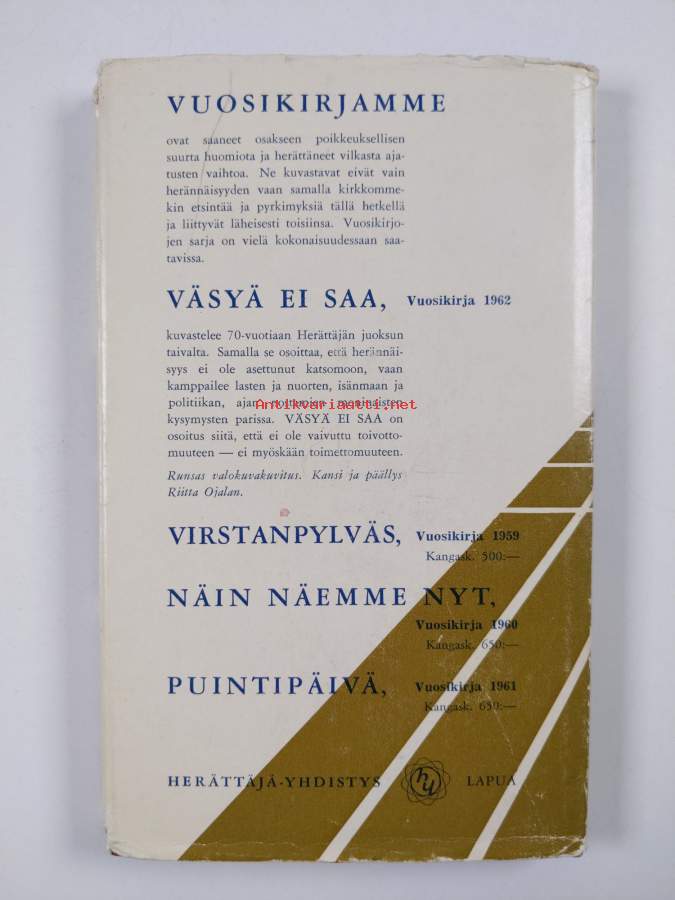 VUOSIKIRJAMME
ovat saaneet osakseen poikkeuksellisen
suurta huomiota ja herättäneet vilkasta aja-
tusten vaihtoa. Ne kuvastavat eivät vain
herännäisyyden vaan samalla kirkkomme-
kin etsintää ja pyrkimyksiä tällä hetkellä
ja liittyvät läheisesti toisiinsa. Vuosikirjo-
jen sarja on vielä kokonaisuudessaan saa-
tavissa.
VÄSYÄ EI SAA, Vuosikirja 1962
kuvastelee 70-vuotiaan Herättäjän juoksun
taivalta. Samalla se osoittaa, että herännäi-
syys ei ole asettunut katsomoon, vaan
kamppailee lasten ja nuorten, isänmaan ja
politiikan, ajan moninaisten
Antikvariaatti.net
kysymysten parissa. VÄSYÄ EI SAA on
osoitus siitä, että ei ole vaivuttu toivotto-
muuteen — ei myöskään toimettomuuteen.
Runsas valokuvakuvitus. Kansi ja päällys
Riitta Ojalan.
VIRSTANPYLVÄS, Vuosikirja 1959
Kangask. 500:—
NÄIN NÄEMME NYT,
Vuosikirja 1960
Kangask. 650:—
PUINTIPÄIVÄ, Vuosikirja 1961
Kangask. 650:—
HERÄTTÄJÄ-YHDISTYS hy LAPUA